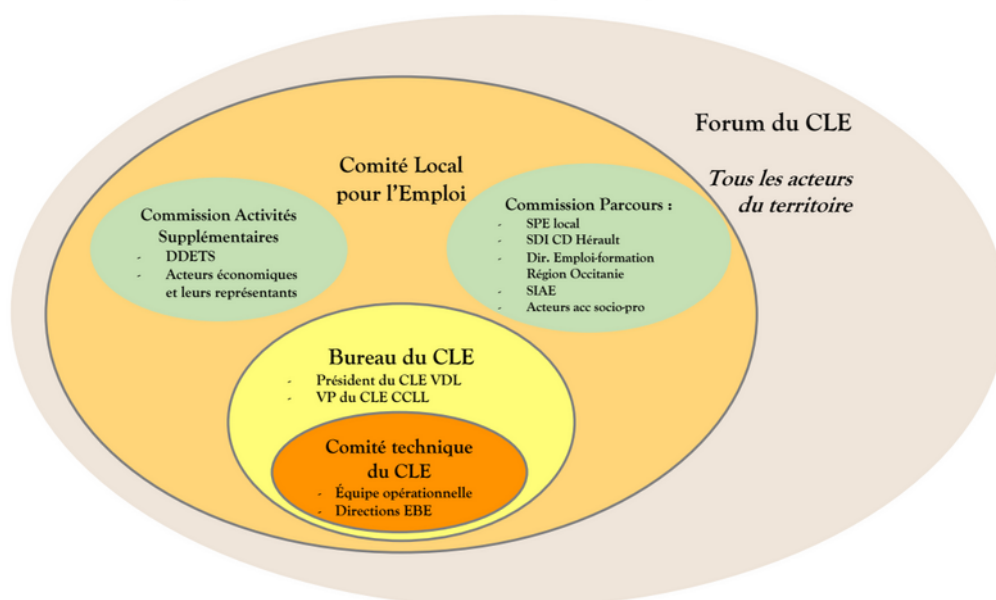 Forum du CLE
Tous les acteurs
du territoire
Comité Local
pour l'Emploi
Commission Activités
Supplémentaires
- DDETS
- Acteurs économiques
et leurs représentants
Commission Parcours :
- SPE local
- SDI CD Hérault
- Dir. Emploi-formation
Région Occitanie
- SIAE
- Acteurs acc socio-pro
Bureau du CLE
- Président du CLE VDL
- VP du CLE CCLL
Comité technique
du CLE
- Équipe opérationnelle
- Directions EBE